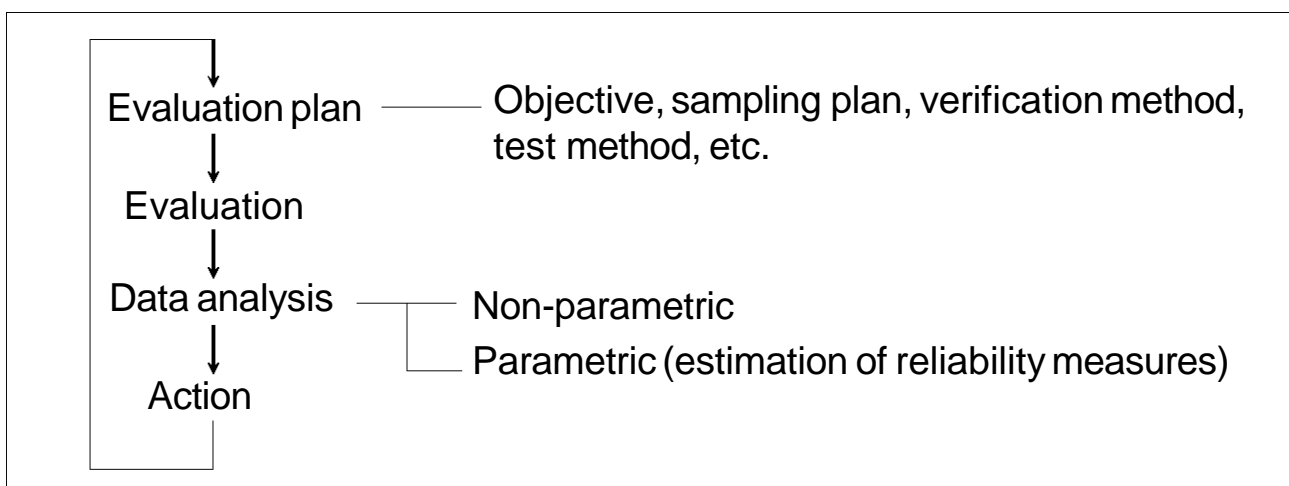 Evaluation plan
Objective, sampling plan, verification method,
test method, etc.
Evaluation
Data analysis
Non-parametric
Parametric (estimation of reliability measures)
Action